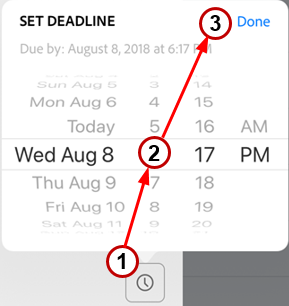 SET DEADLINE 3 Done
Due by: August 8, 2018 at 6:17 PM
Sun Aug 5 3 14
Mon Aug 6 4 15
Today 5 16 AM
Wed Aug 8 2 17 PM
Thu Aug 9 7 18
Fri Aug 10 8 19
Sat Aug 11 9 20
1